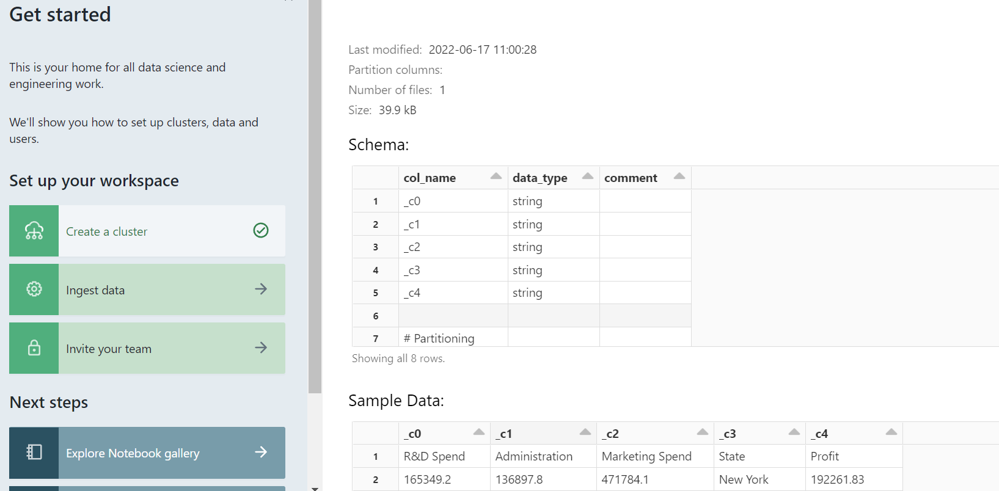 Get started
This is your home for all data science and
engineering work.
We'll show you how to set up clusters, data and
users.
Set up your workspace
Create a cluster
Ingest data
Invite your team
Next steps
Explore Notebook gallery
Last modified: 2022-06-17 11:00:28
Partition columns:
Number of files: 1
Size: 39.9 kB
Schema:
col_name data_type comment
1 _c0 string
2 _c1 string
3 _c2 string
4 _c3 string
5 _c4 string
6
7 # Partitioning
Showing all 8 rows.
Sample Data:
_c0 _c1 _c2 _c3 _c4
1 R&D Spend Administration Marketing Spend State Profit
2 165349.2 136897.8 471784.1 New York 192261.83